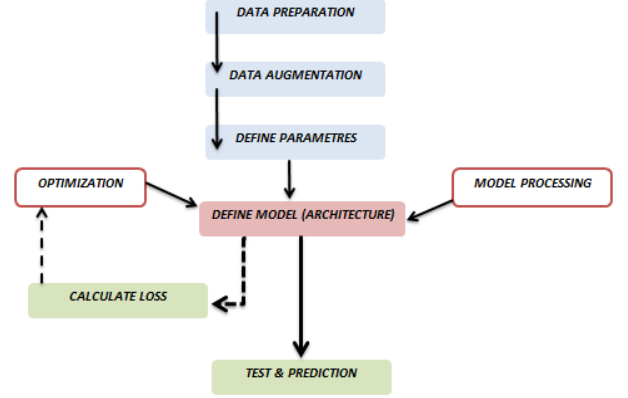 DATA PREPARATION
DATA AUGMENTATION
DEFINE PARAMETRES
OPTIMIZATION
MODEL PROCESSING
DEFINE MODEL (ARCHITECTURE)
CALCULATE LOSS
TEST & PREDICTION